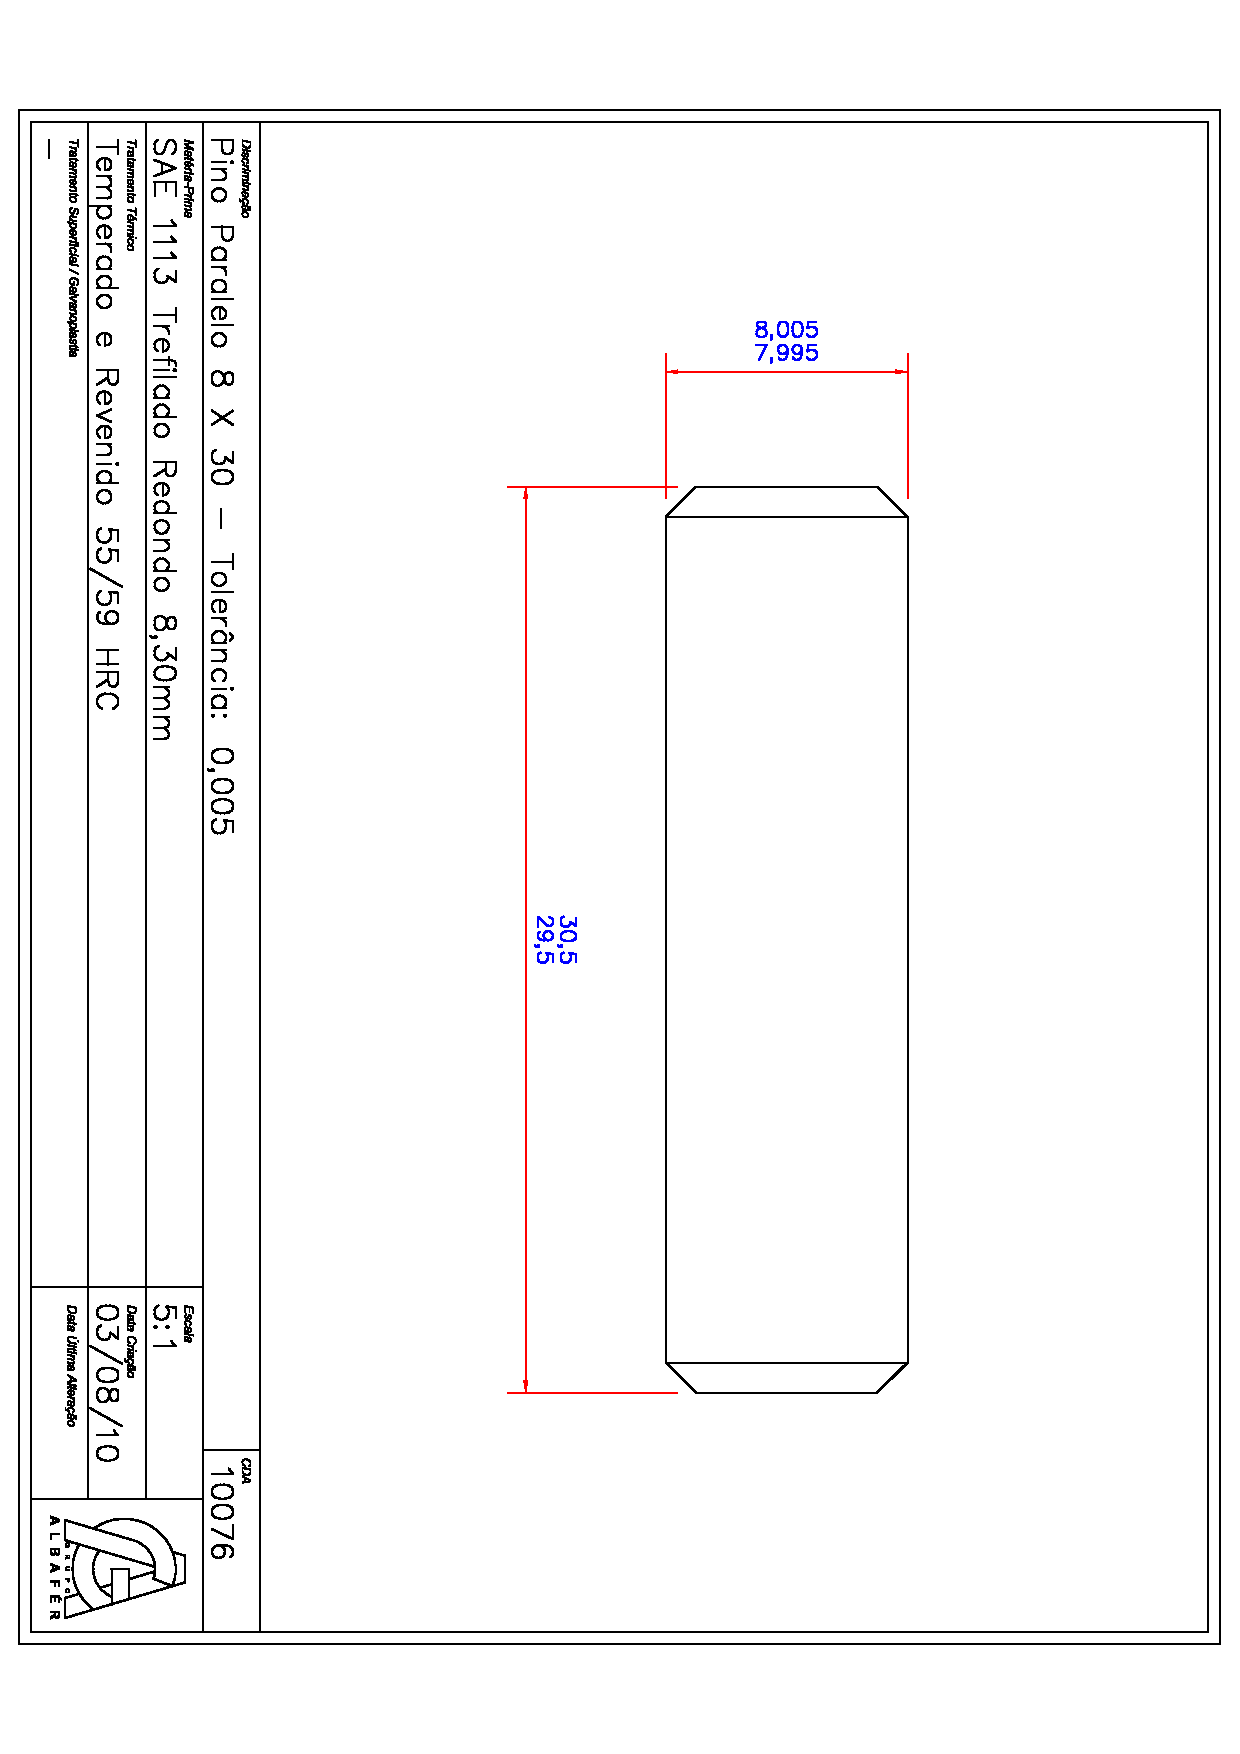 8,005
7,995
30,5
29,5
Discriminação
Pino Paralelo 8 X 30 – Tolerância: 0,005
CDA
10076
Matéria-Prima
SAE 1113 Trefilado Redondo 8,30mm
Escala
5:1
Tratamento Térmico
Temperado e Revenido 55/59 HRC
Data Criação
03/08/10
Tratamento Superficial / Galvanoplastia
–
Data Última Alteração
GRUPO
ALBAFÉR